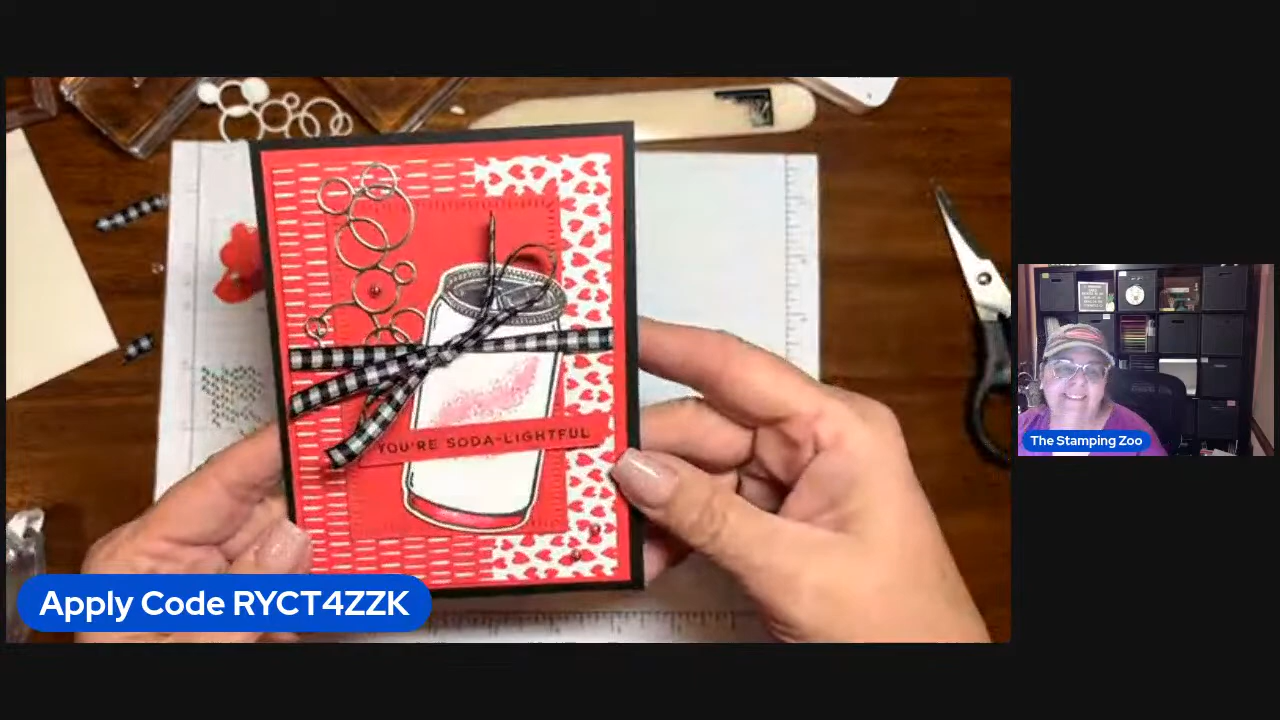 YOU'RE SODA-LIGHTFUL
The Stamping Zoo
Apply Code RYCT4ZZK